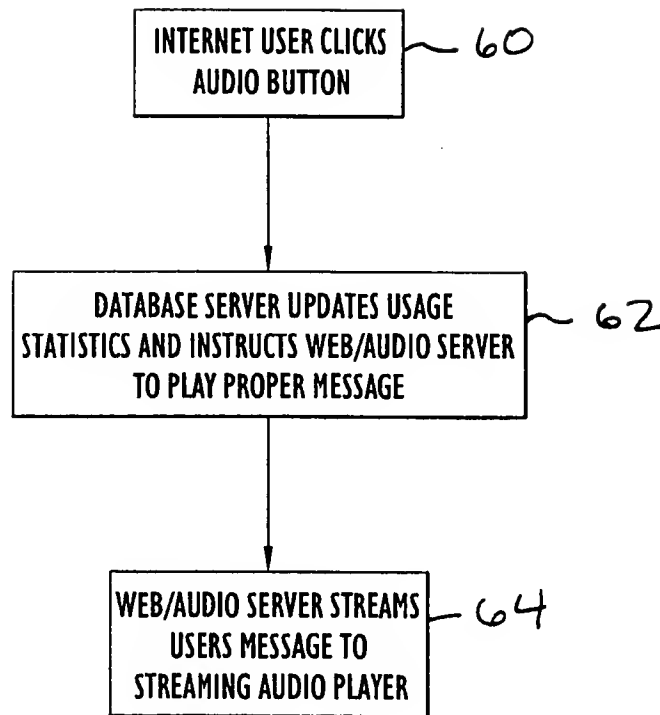 INTERNET USER CLICKS
AUDIO BUTTON
60
DATABASE SERVER UPDATES USAGE
STATISTICS AND INSTRUCTS WEB/AUDIO SERVER
TO PLAY PROPER MESSAGE
62
WEB/AUDIO SERVER STREAMS
USERS MESSAGE TO
STREAMING AUDIO PLAYER
64